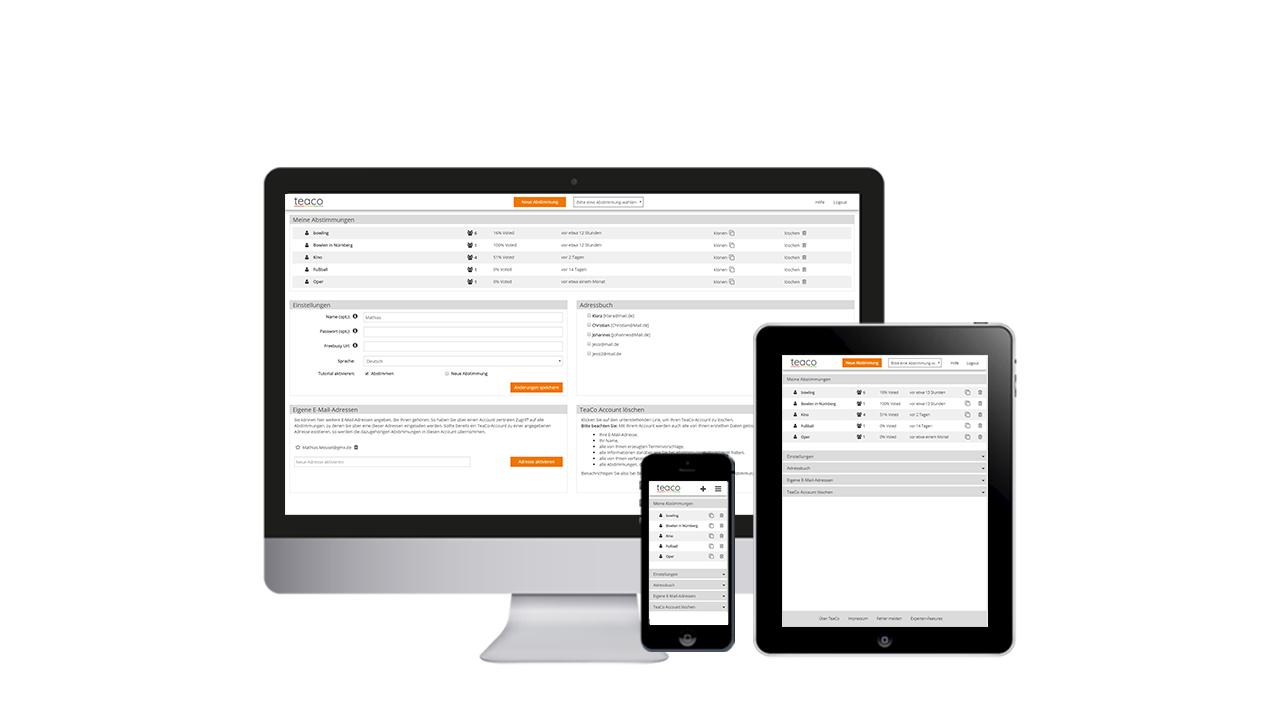 teaco
Neue Abstimmung
Bitte eine Abstimmung wählen
Hilfe
Logout
Meine Abstimmungen
bowling 6 16% Voted vor etwa 12 Stunden klonen löschen
Bowlen in Nürnberg 1 100% Voted vor etwa 12 Stunden klonen löschen
Kino 4 51% Voted vor 2 Tagen klonen löschen
Fußball 1 0% Voted vor 14 Tagen klonen löschen
Oper 1 0% Voted vor etwa einem Monat klonen löschen
Einstellungen
Name (opt.): Mathias
Passwort (opt.):
Freebusy Url:
Sprache: Deutsch
Tutorial aktivieren: Abstimmen Neue Abstimmung
Änderungen speichern
Adressbuch
Klara [klara@mail.de]
Christian [Christian@Mail.de]
Johannes [johannes@Mail.de]
jess@mail.de
jess2@mail.de
Eigene E-Mail-Adressen
Sie können hier weitere E-Mail-Adressen angeben, die Ihnen gehören. So haben Sie über einen Account zentralen Zugriff auf alle
Abstimmungen, zu denen Sie über eine dieser Adressen eingeladen werden. Sollte bereits ein TeaCo-Account zu einer angegebenen
Adresse existieren, so werden die dazugehörigen Abstimmungen in diesen Account übernommen.
Mathias.Meusel@gmx.de
Neue Adresse aktivieren
Adresse aktivieren
TeaCo Account löschen
Klicken Sie auf den untenstehenden Link, um Ihren TeaCo-Account zu löschen.
Bitte beachten Sie: Mit Ihrem Account werden auch alle von Ihnen erstellten Daten
Ihre E-Mail-Adresse,
Ihr Name,
alle von Ihnen erzeugten Terminvorschläge,
alle Informationen darüber, wie Sie bei haben,
alle von Ihnen
alle Abstimmungen,
Benachrichtigen Sie also bei
teaco
Meine Abstimmungen
bowling
Bowlen in Nürnberg
Kino
Fußball
Oper
Einstellungen
Adressbuch
Eigene E-Mail-Adressen
TeaCo Account löschen
teaco
Neue Abstimmung
Bitte eine Abstimmung
Hilfe
Logout
Meine Abstimmungen
bowling 6 16% Voted vor etwa 13 Stunden
Bowlen in Nürnberg 1 100% Voted vor etwa 13 Stunden
Kino 4 51% Voted vor 2 Tagen
Fußball 1 0% Voted vor 14 Tagen
Oper 1 0% Voted vor etwa einem Monat
Einstellungen
Adressbuch
Eigene E-Mail-Adressen
TeaCo Account löschen
Über TeaCo Impressum Fehler melden Experten-Features